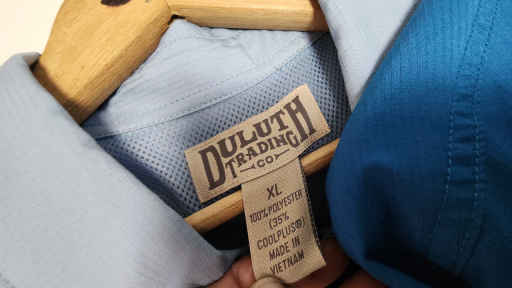 DULUTH
TRADING
CO
XL
100% POLYESTER
(35%
COOLPLUS®)
MADE IN
VIETNAM